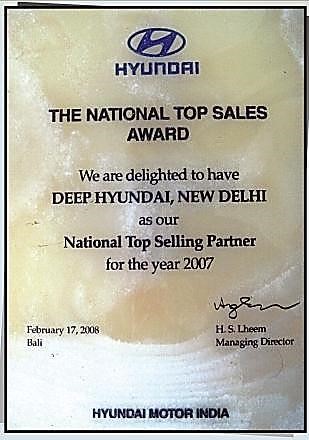 HYUNDAI
THE NATIONAL TOP SALES
AWARD
We are delighted to have
DEEP HYUNDAI, NEW DELHI
as our
National Top Selling Partner
for the year 2007
February 17, 2008
Bali
H. S. Lheem
Managing Director
HYUNDAI MOTOR INDIA